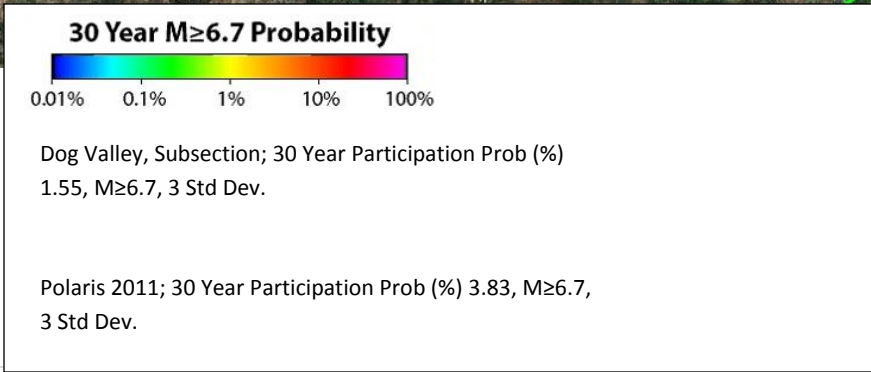 30 Year M≥6.7 Probability
0.01% 0.1% 1% 10% 100%
Dog Valley, Subsection; 30 Year Participation Prob (%)
1.55, M≥6.7, 3 Std Dev.
Polaris 2011; 30 Year Participation Prob (%) 3.83, M≥6.7,
3 Std Dev.